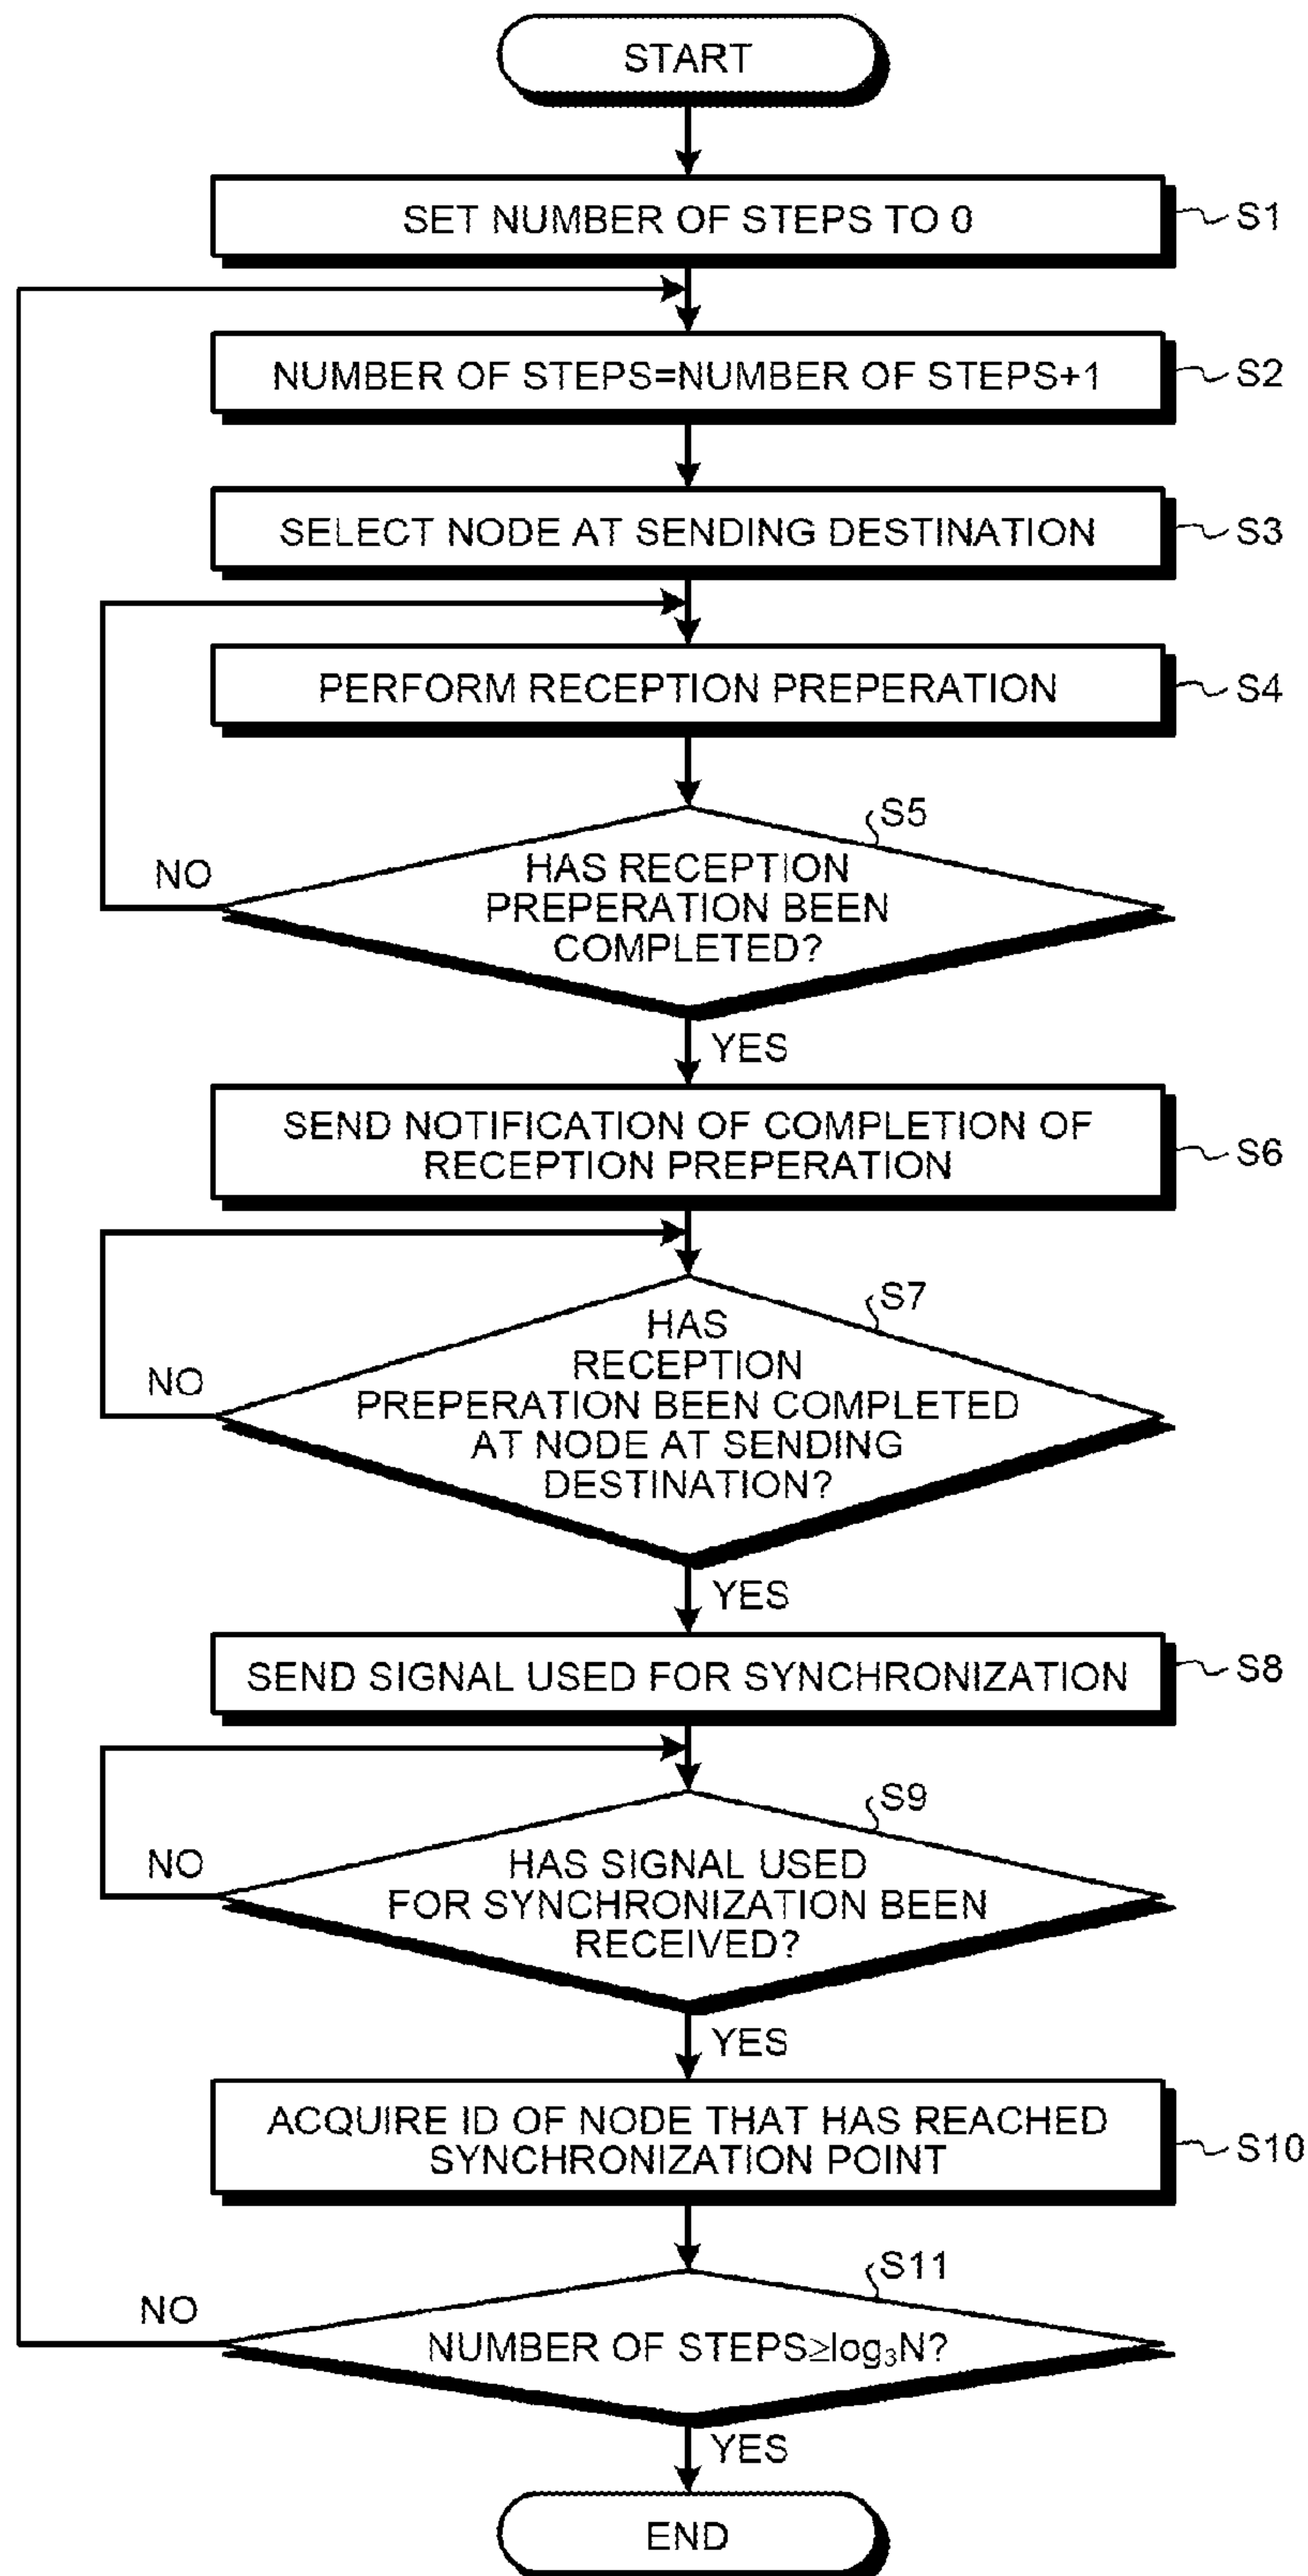 START
SET NUMBER OF STEPS TO 0
S1
NUMBER OF STEPS=NUMBER OF STEPS+1
S2
SELECT NODE AT SENDING DESTINATION
S3
PERFORM RECEPTION PREPERATION
S4
S5
HAS RECEPTION
PREPERATION BEEN
COMPLETED?
NO
YES
SEND NOTIFICATION OF COMPLETION OF
RECEPTION PREPERATION
S6
S7
HAS
RECEPTION
PREPERATION BEEN COMPLETED
AT NODE AT SENDING
DESTINATION?
NO
YES
SEND SIGNAL USED FOR SYNCHRONIZATION
S8
S9
HAS SIGNAL USED
FOR SYNCHRONIZATION BEEN
RECEIVED?
NO
YES
ACQUIRE ID OF NODE THAT HAS REACHED
SYNCHRONIZATION POINT
S10
S11
NUMBER OF STEPS≥log₃N?
NO
YES
END